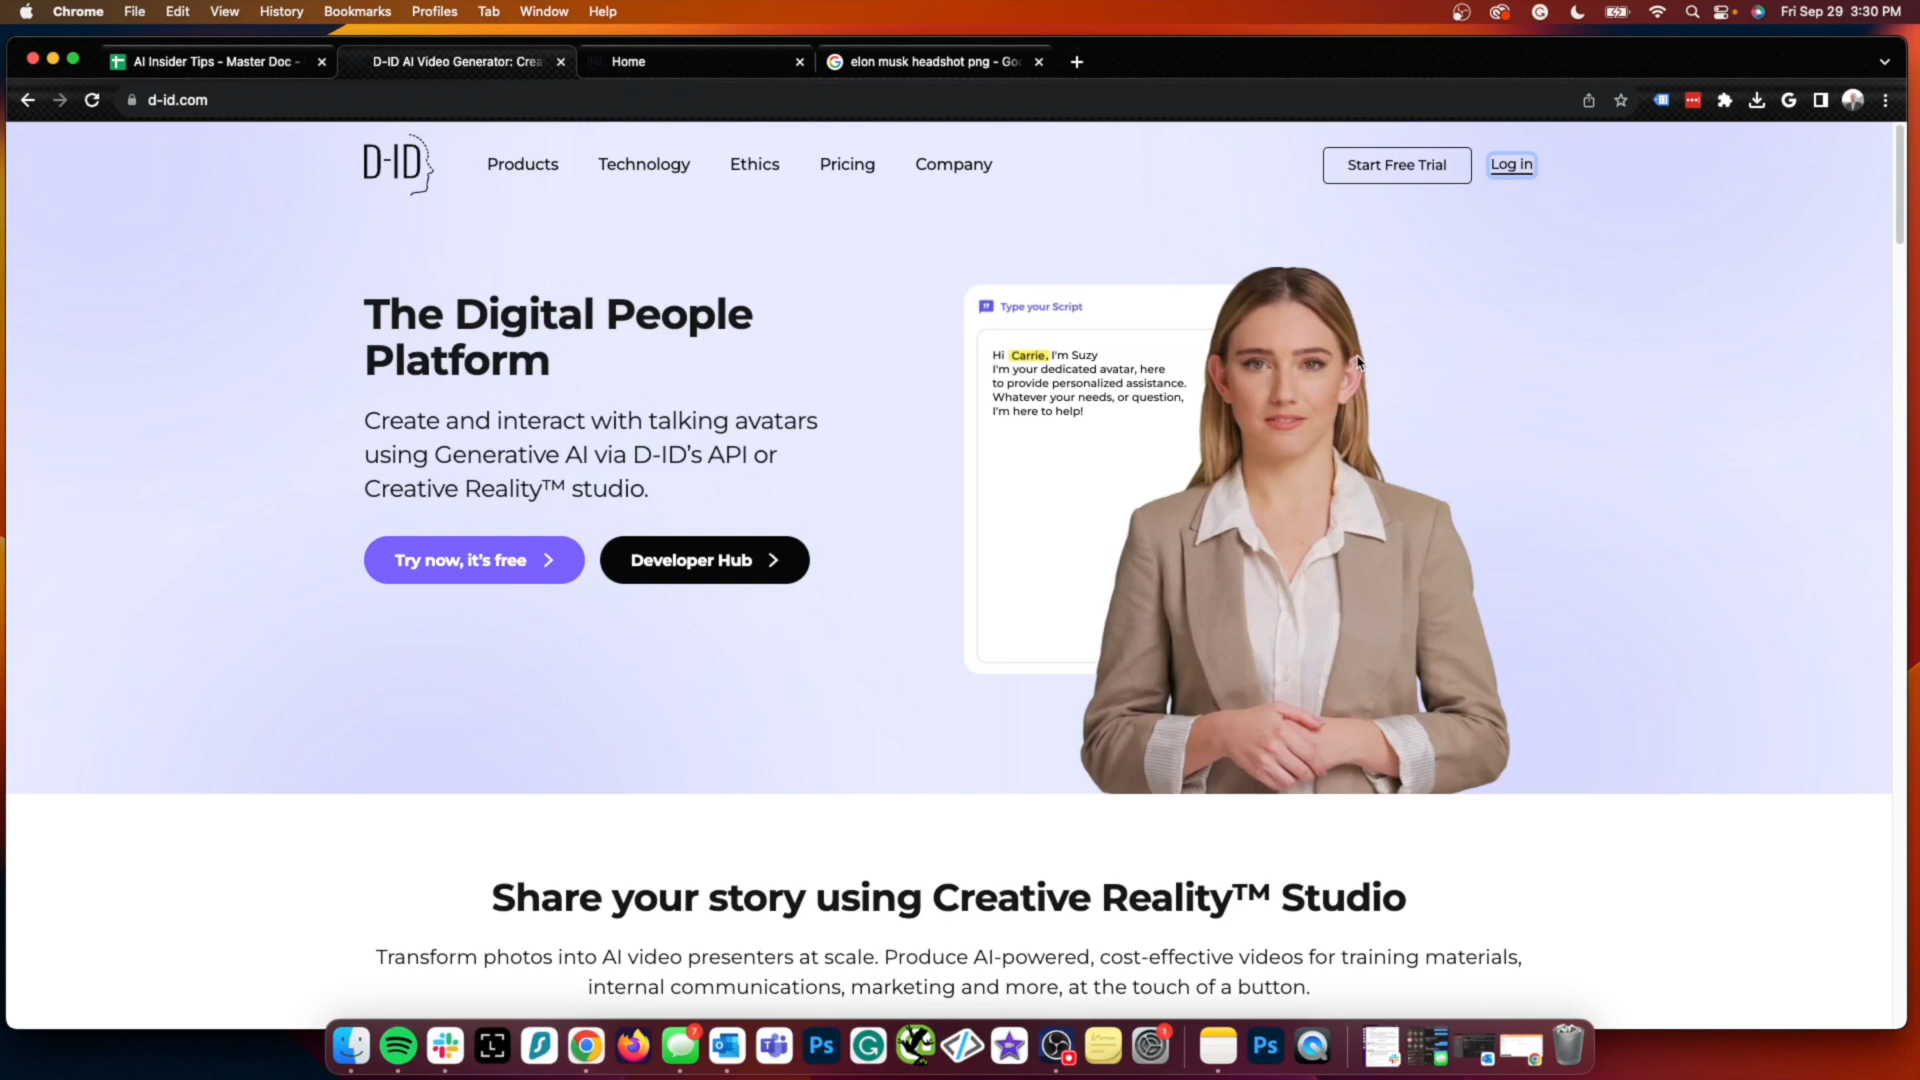 Chrome File Edit View History Bookmarks Profiles Tab Window Help Fri Sep 29 3:30 PM
AI Insider Tips - Master Doc - D-ID AI Video Generator: Crea Home elon musk headshot png - Go
d-id.com
D-ID Products Technology Ethics Pricing Company Start Free Trial Log in
The Digital People
Platform
Create and interact with talking avatars
using Generative AI via D-ID's API or
Creative Reality™ studio.
Try now, it's free Developer Hub
Type your Script
Hi Carrie, I'm Suzy
I'm your dedicated avatar, here
to provide personalized assistance.
Whatever your needs, or question,
I'm here to help!
Share your story using Creative Reality™ Studio
Transform photos into AI video presenters at scale. Produce AI-powered, cost-effective videos for training materials,
internal communications, marketing and more, at the touch of a button.
7
Ps
1
Ps